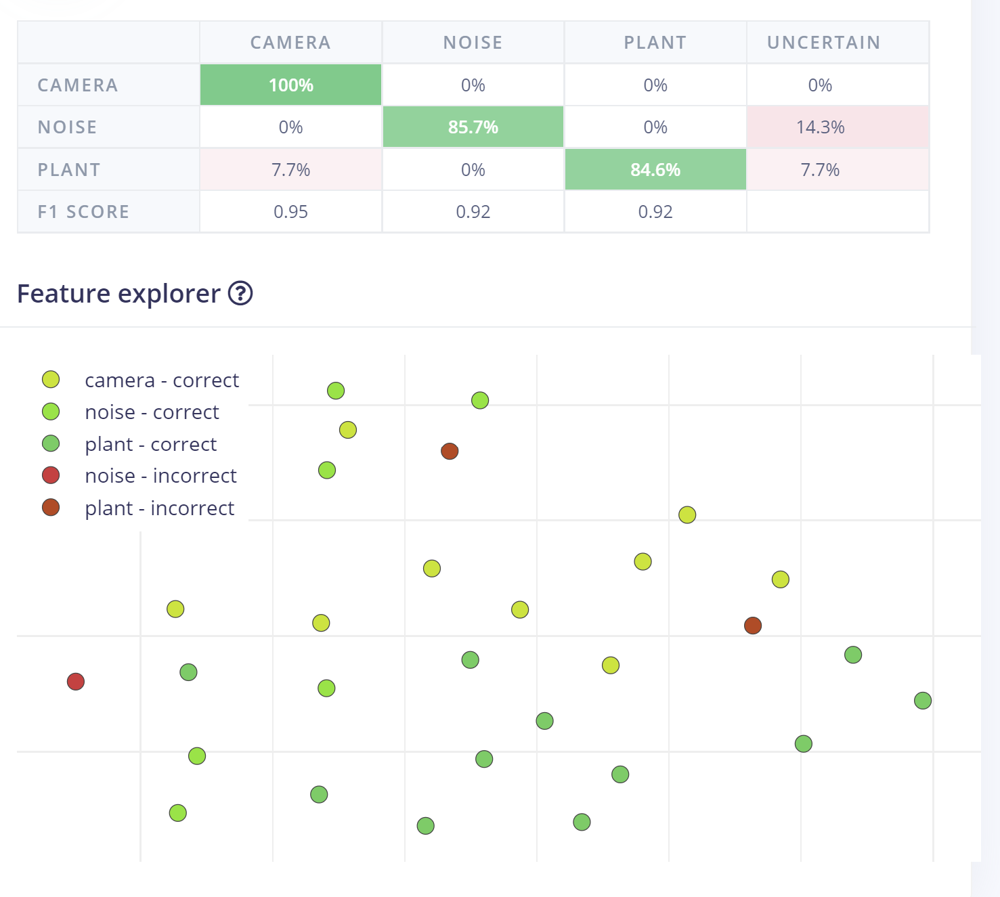 CAMERA NOISE PLANT UNCERTAIN
CAMERA 100% 0% 0% 0%
NOISE 0% 85.7% 0% 14.3%
PLANT 7.7% 0% 84.6% 7.7%
F1 SCORE 0.95 0.92 0.92
Feature explorer ?
camera - correct
noise - correct
plant - correct
noise - incorrect
plant - incorrect